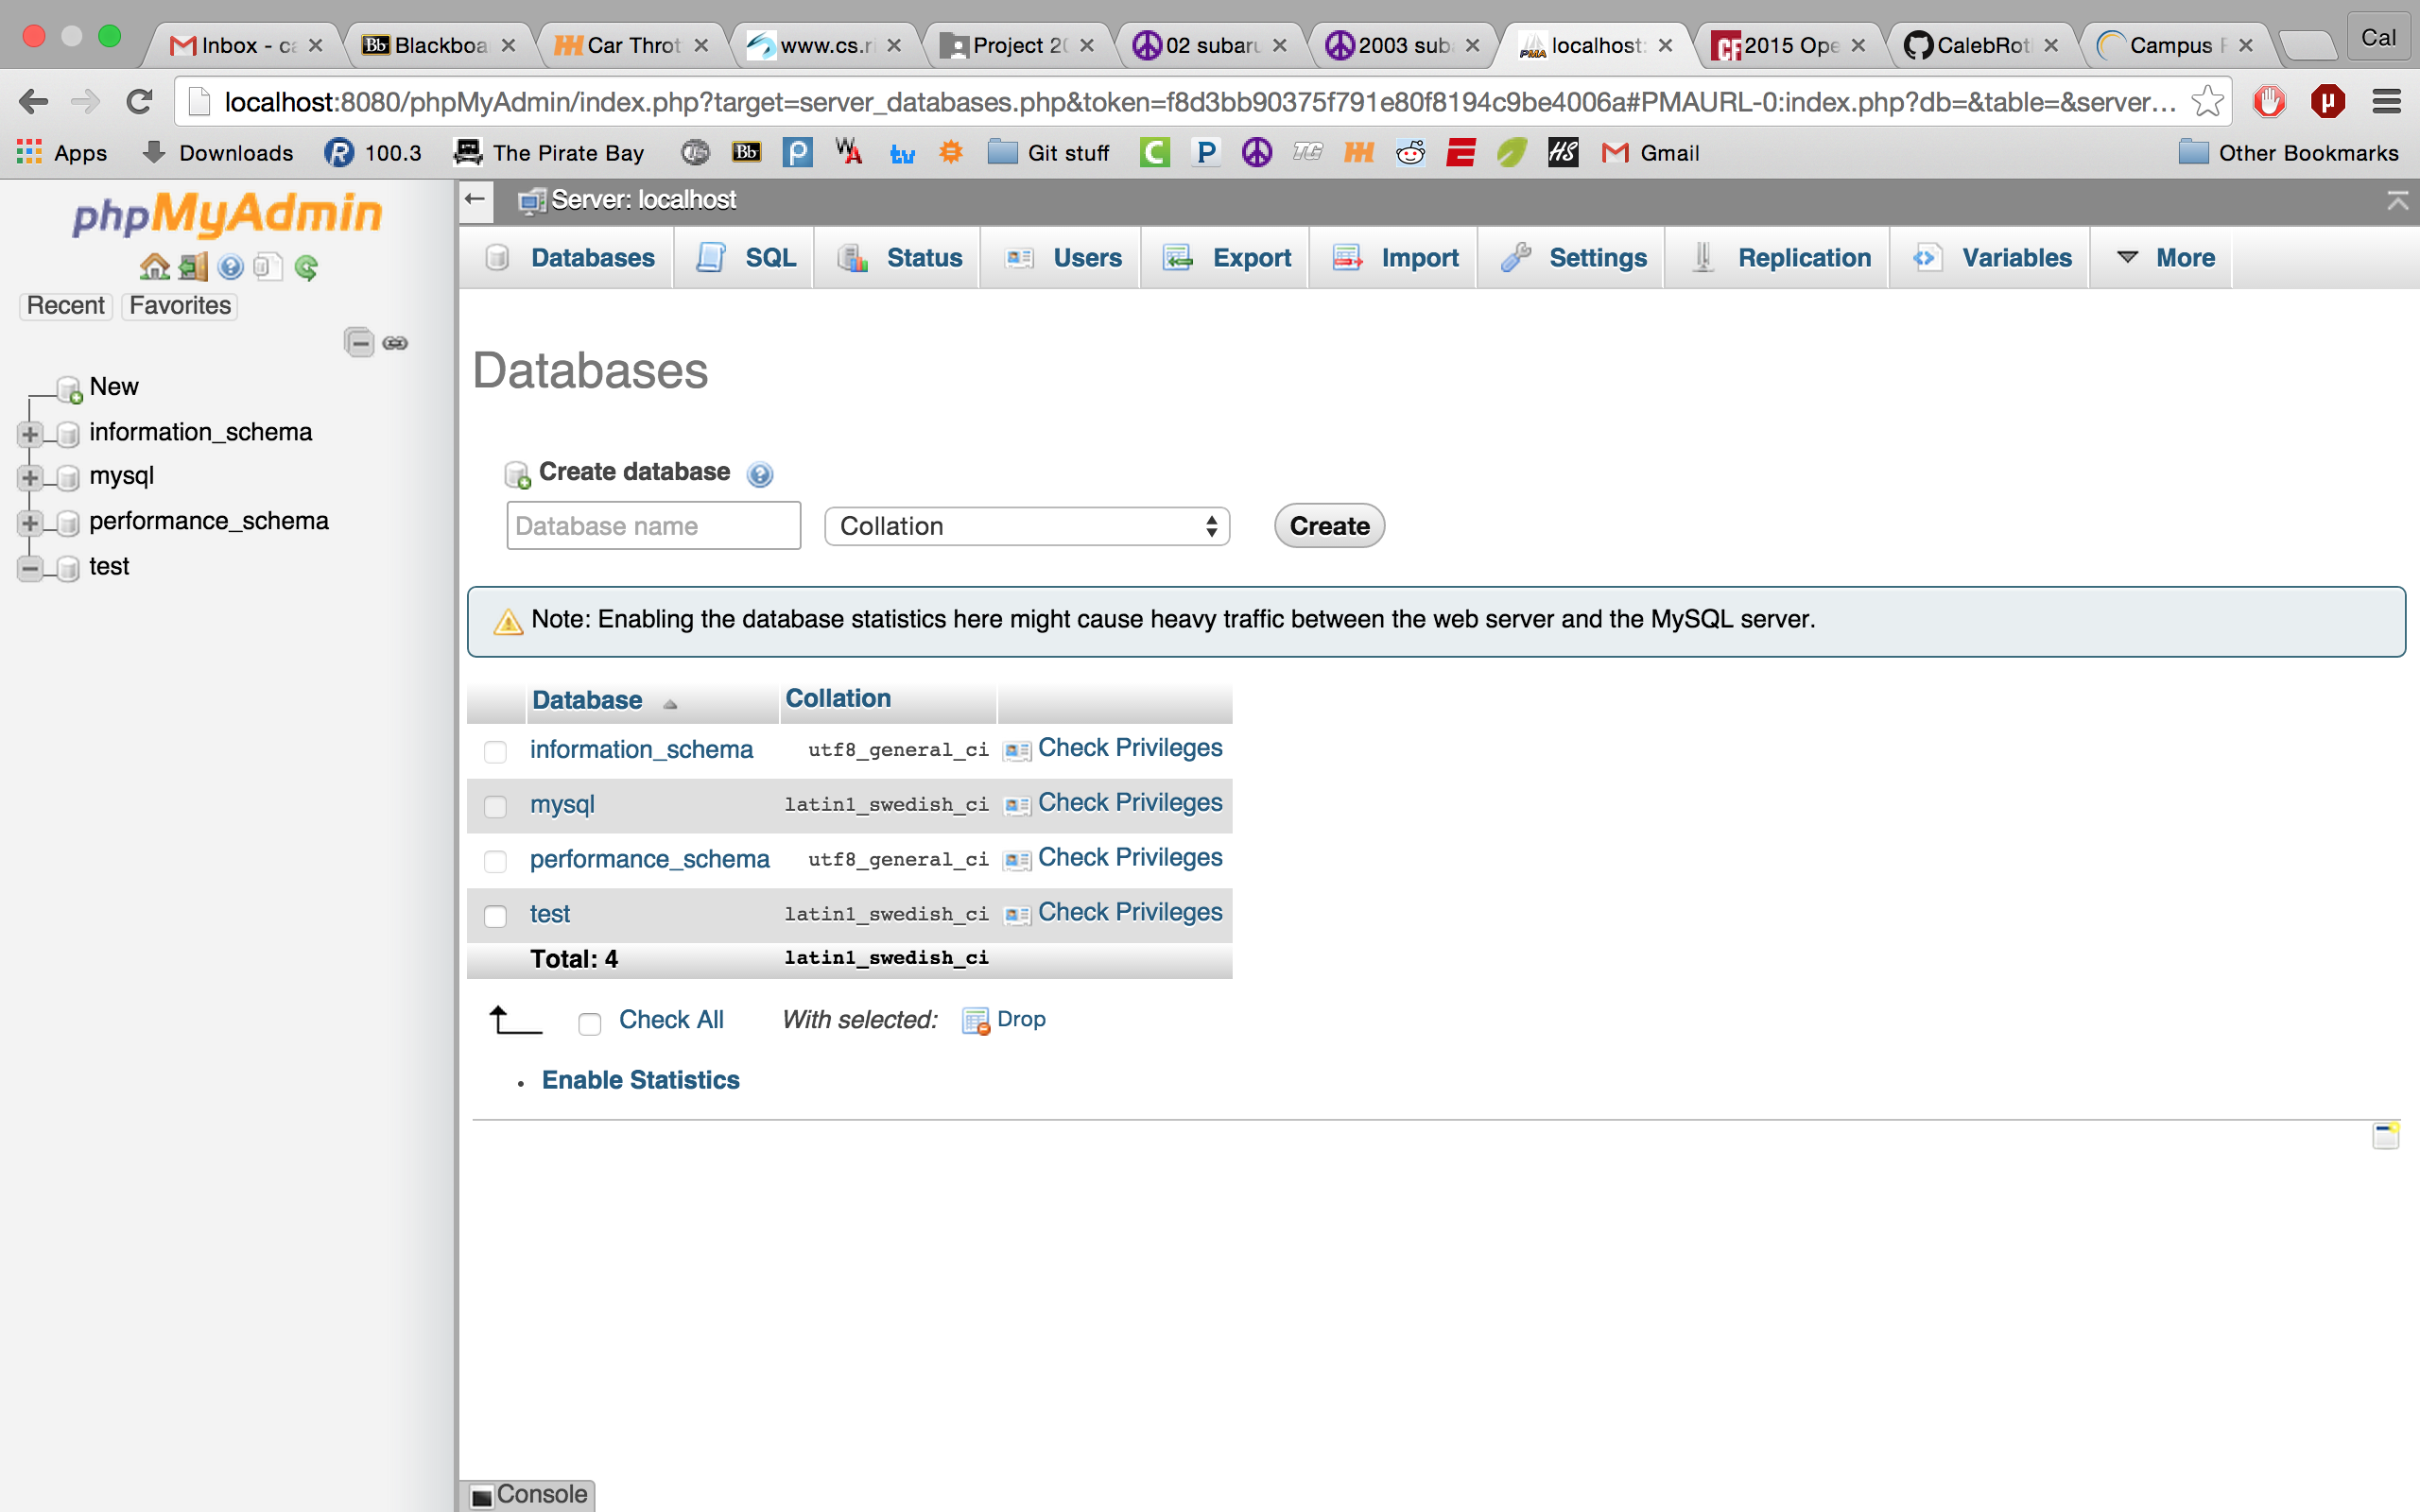 Inbox - ca
Blackboa
Car Throt
www.cs.ri
Project 20
02 subaru
2003 sub
localhost:
2015 Ope
CalebRotl
Campus
Cal
localhost:8080/phpMyAdmin/index.php?target=server_databases.php&token=f8d3bb90375f791e80f8194c9be4006a#PMAURL-0:index.php?db=&table=&server...
Apps Downloads 100.3 The Pirate Bay Bb Git stuff TG HS Gmail Other Bookmarks
phpMyAdmin
Recent Favorites
New
information_schema
mysql
performance_schema
test
Server: localhost
Databases SQL Status Users Export Import Settings Replication Variables More
Databases
Create database
Database name Collation Create
Note: Enabling the database statistics here might cause heavy traffic between the web server and the MySQL server.
Database Collation
information_schema utf8_general_ci Check Privileges
mysql latin1_swedish_ci Check Privileges
performance_schema utf8_general_ci Check Privileges
test latin1_swedish_ci Check Privileges
Total: 4 latin1_swedish_ci
Check All With selected: Drop
Enable Statistics
Console